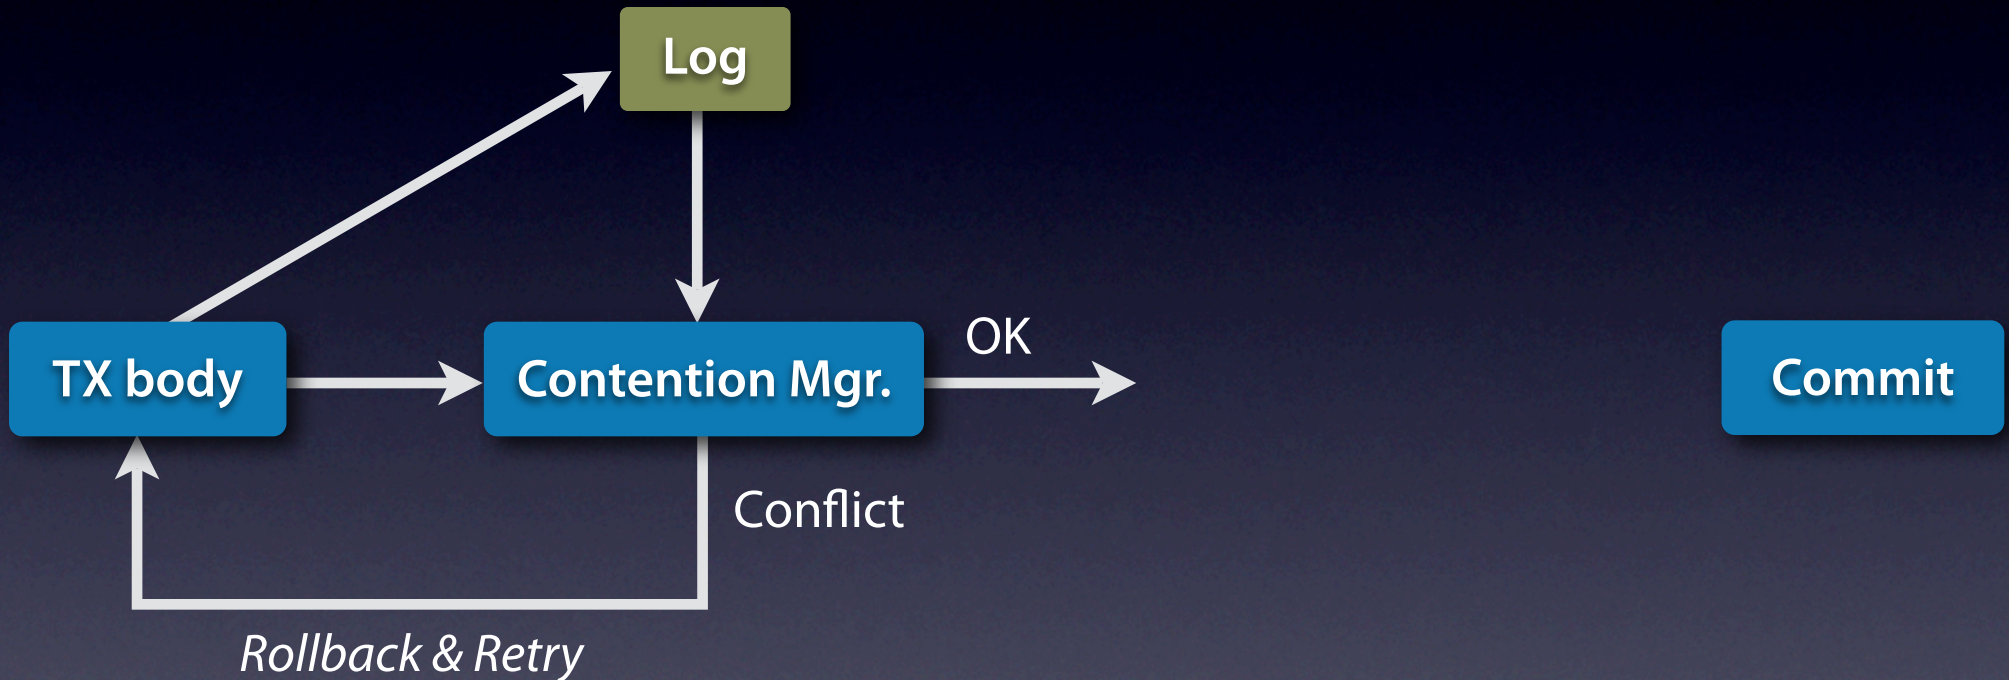 Log
TX body
Contention Mgr.
OK
Commit
Conflict
Rollback & Retry